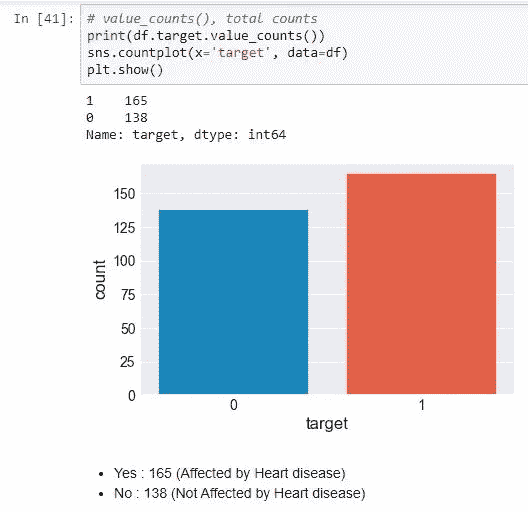 In [41]: # value_counts(), total counts
print(df.target.value_counts())
sns.countplot(x='target', data=df)
plt.show()
1    165
0    138
Name: target, dtype: int64
150
125
100
75
50
25
0
count
0 1
target
• Yes : 165 (Affected by Heart disease)
• No : 138 (Not Affected by Heart disease)